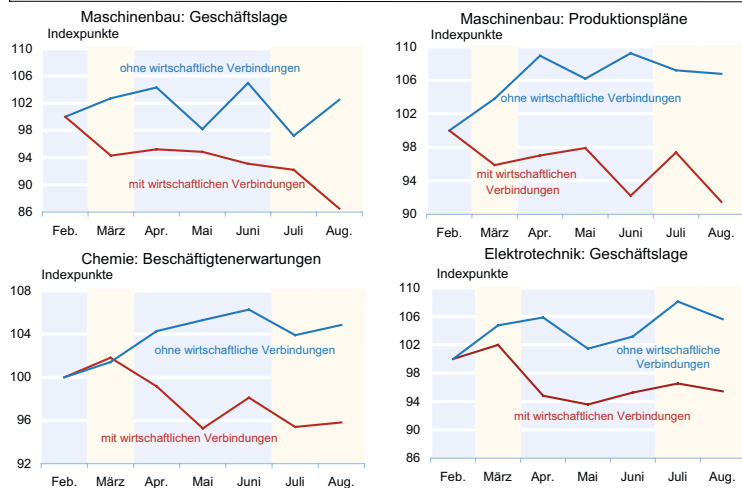 Maschinenbau: Geschäftslage
Indexpunkte
110
106
102
98
94
90
86
ohne wirtschaftliche Verbindungen
mit wirtschaftlichen Verbindungen
Feb. März Apr. Mai Juni Juli Aug.
Maschinenbau: Produktionspläne
Indexpunkte
110
106
102
98
94
90
ohne wirtschaftliche Verbindungen
mit wirtschaftlichen
Verbindungen
Feb. März Apr. Mai Juni Juli Aug.
Chemie: Beschäftigtenerwartungen
Indexpunkte
108
104
100
96
92
ohne wirtschaftliche Verbindungen
mit wirtschaftlichen Verbindungen
Feb. März Apr. Mai Juni Juli Aug.
Elektrotechnik: Geschäftslage
Indexpunkte
110
106
102
98
94
90
86
ohne wirtschaftliche
Verbindungen
mit wirtschaftlichen Verbindungen
Feb. März Apr. Mai Juni Juli Aug.